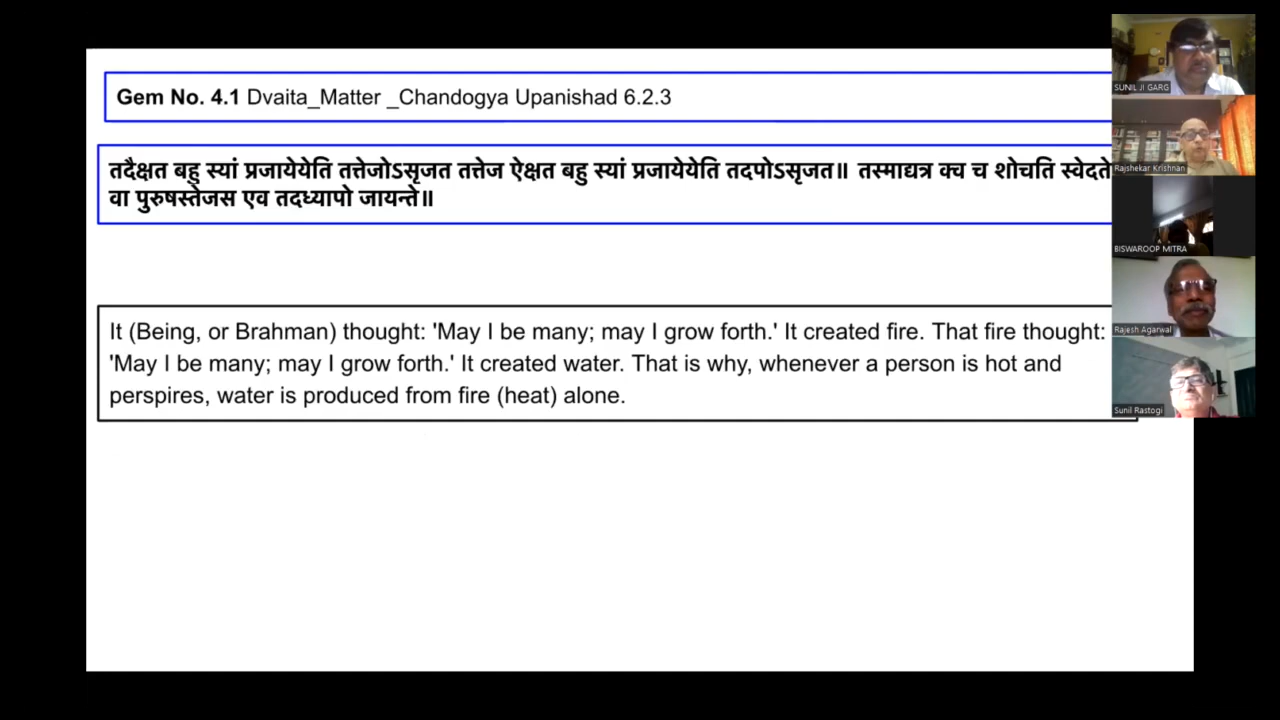 Gem No. 4.1 Dvaita_Matter _Chandogya Upanishad 6.2.3
तदैक्षत बहु स्यां प्रजायेयेति तत्तेजोऽसृजत तत्तेज ऐक्षत बहु स्यां प्रजायेयेति तदपोऽसृजत॥ तस्माद्यत्र क्व च शोचति स्वेदते
वा पुरुषस्तेजस एव तदध्यापो जायन्ते॥
It (Being, or Brahman) thought: 'May I be many; may I grow forth.' It created fire. That fire thought:
'May I be many; may I grow forth.' It created water. That is why, whenever a person is hot and
perspires, water is produced from fire (heat) alone.
SUNIL JI GARG
Rajshekar Krishnan
BISWAROOP MITRA
Rajesh Agarwal
Sunil Rastogi